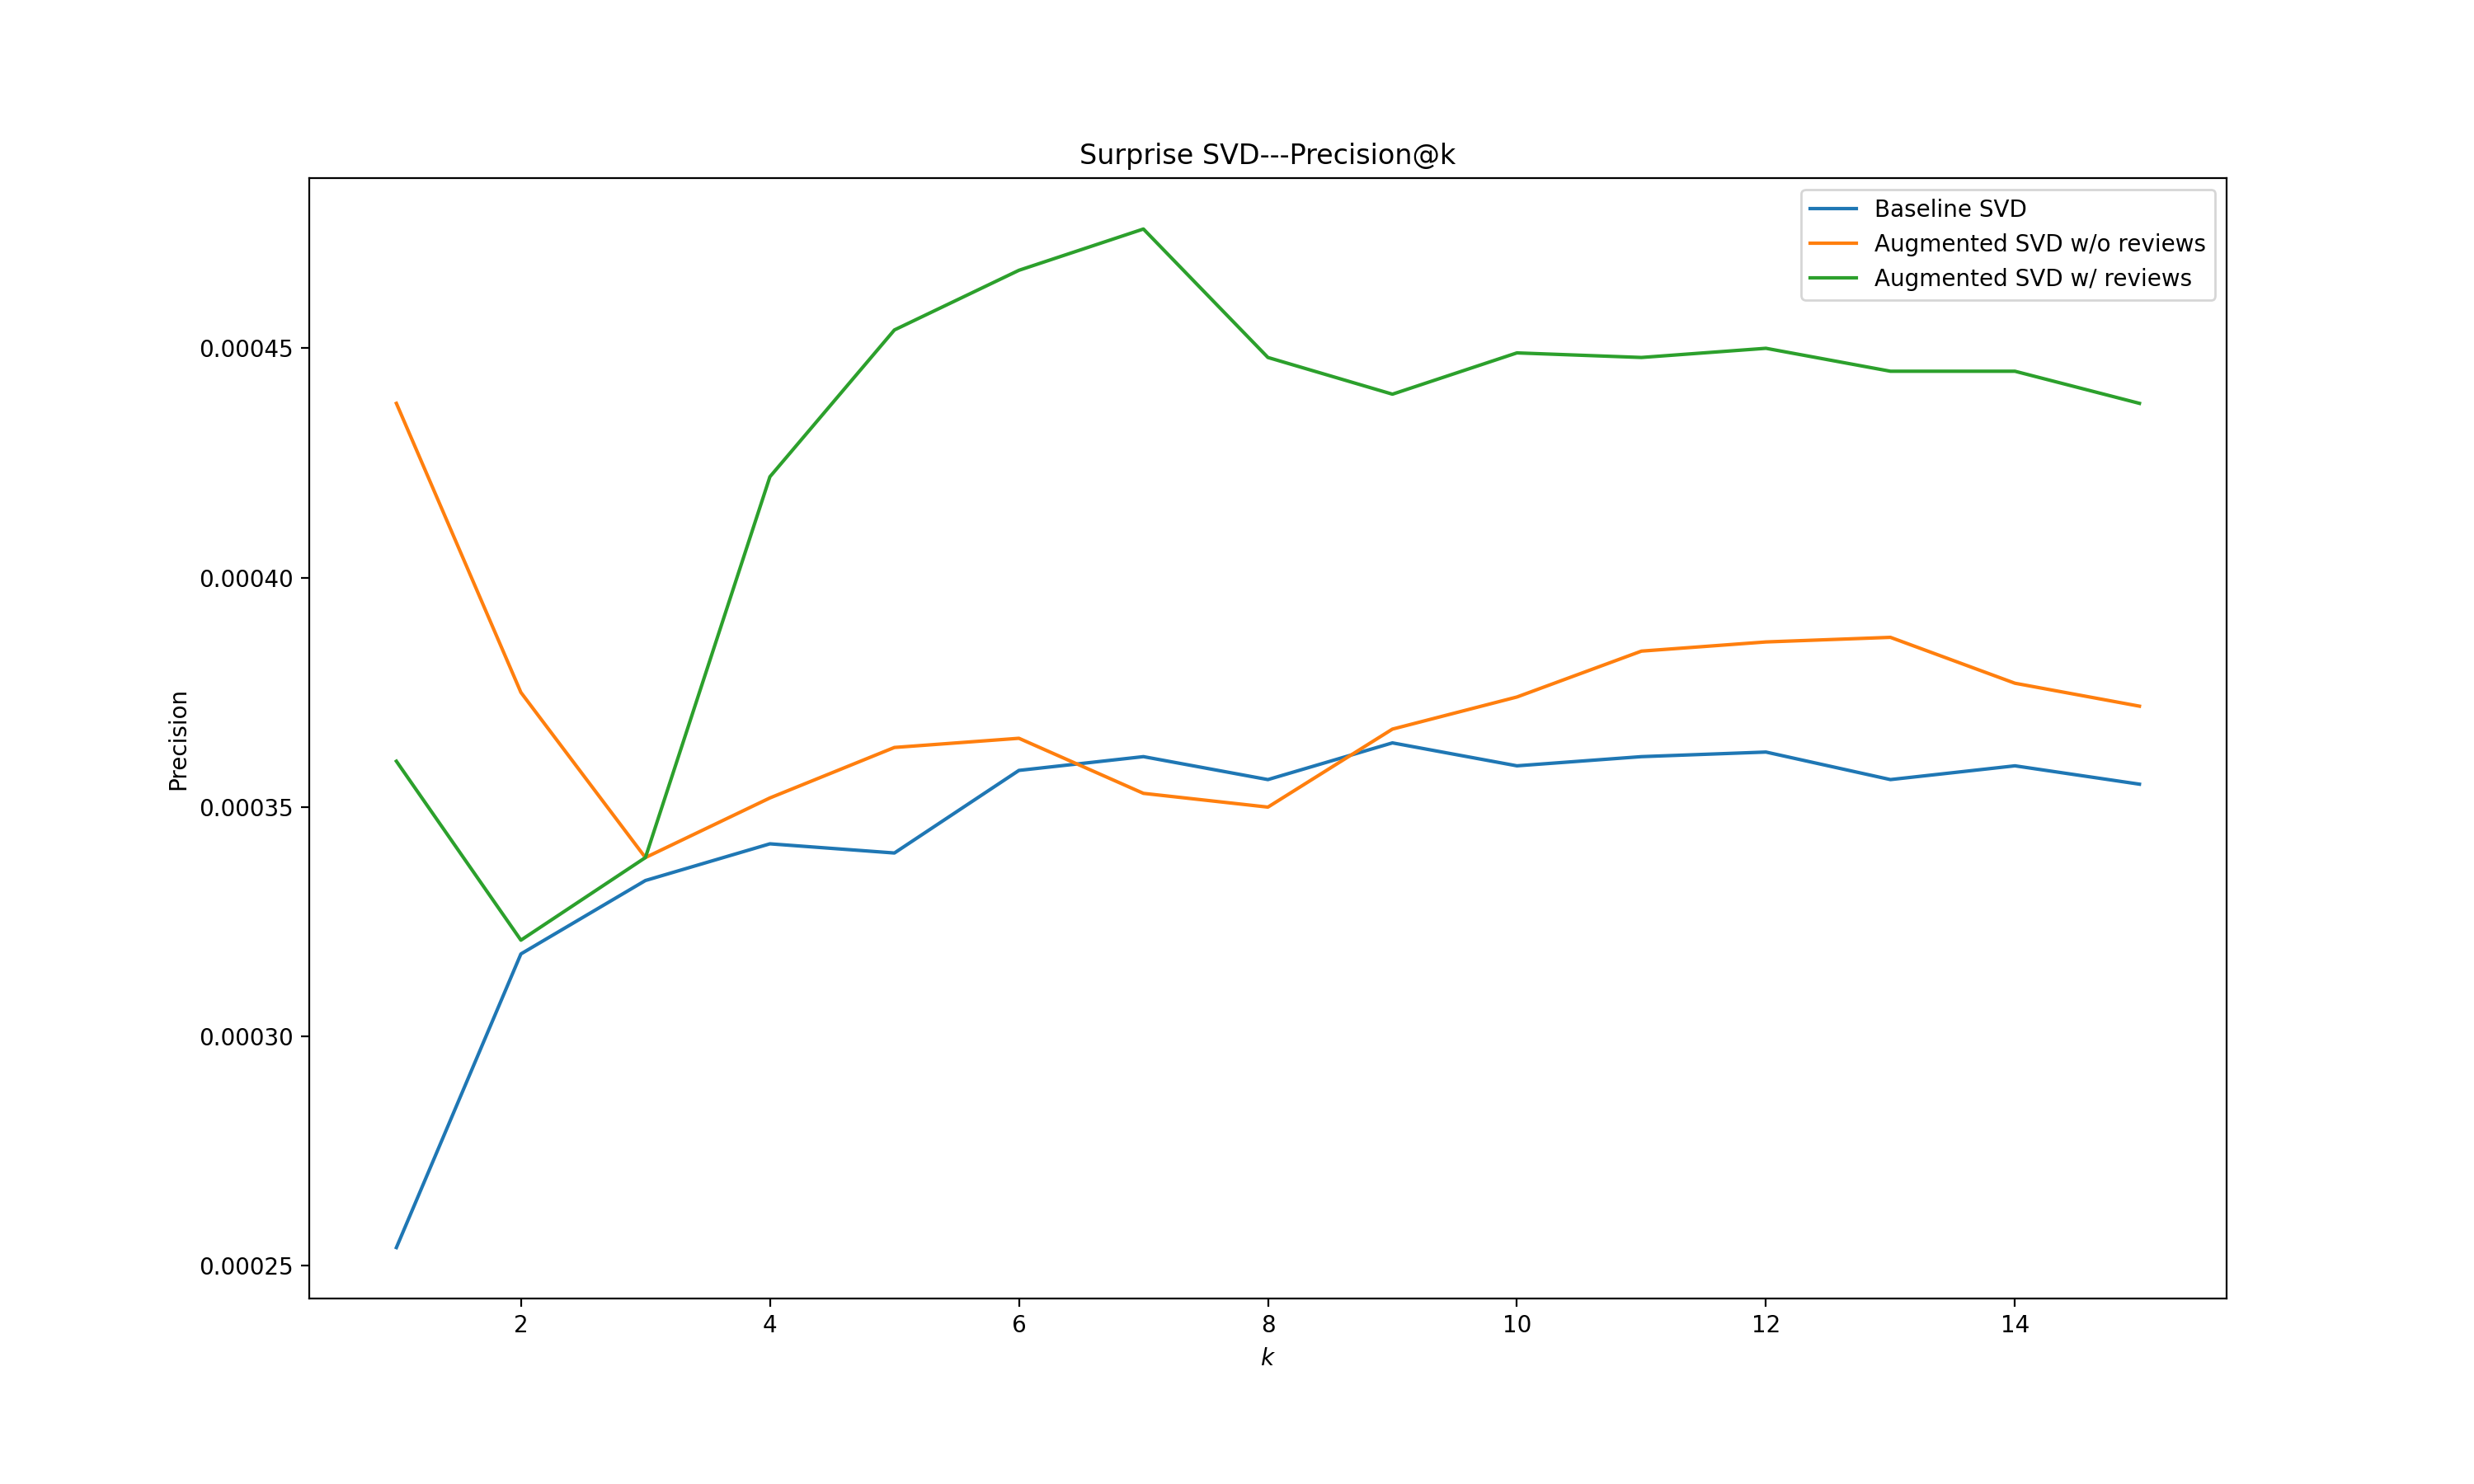 Surprise SVD---Precision@k
Baseline SVD
Augmented SVD w/o reviews
Augmented SVD w/ reviews
Precision
0.00045
0.00040
0.00035
0.00030
0.00025
2 4 6 8 10 12 14
k